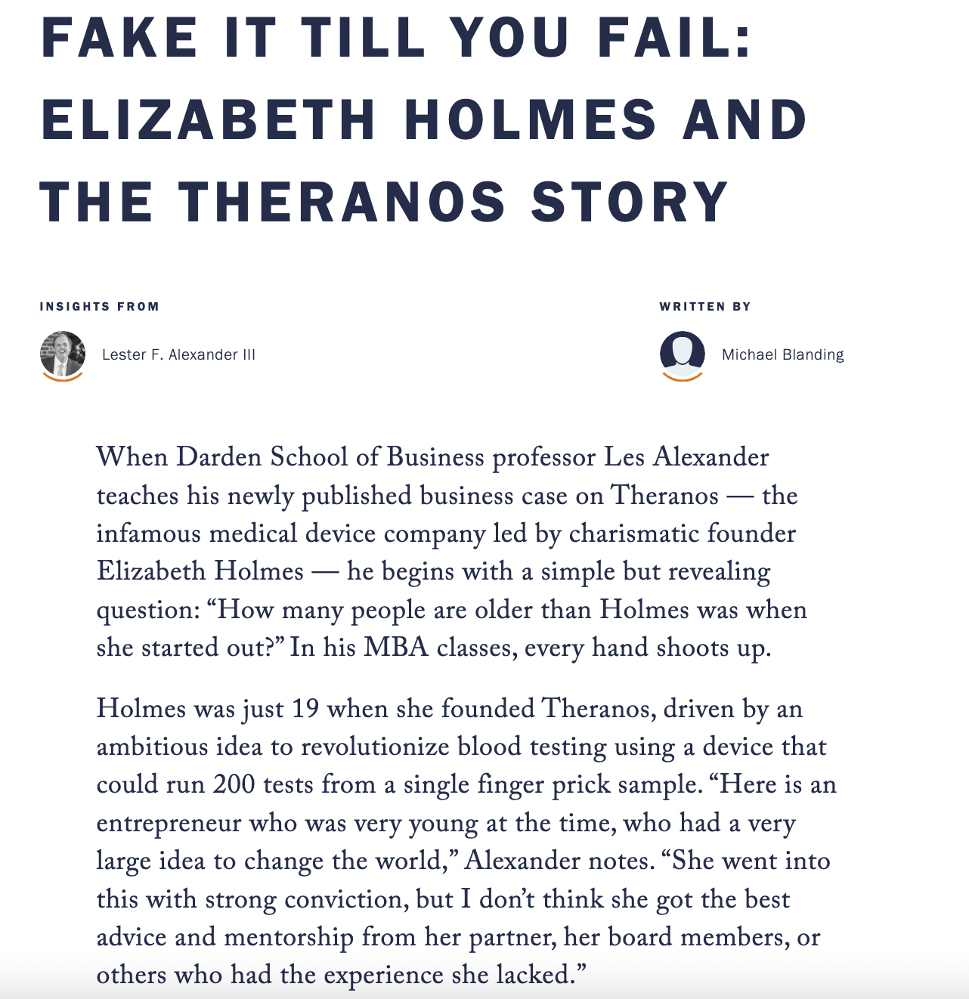 FAKE IT TILL YOU FAIL:
ELIZABETH HOLMES AND
THE THERANOS STORY
INSIGHTS FROM
Lester F. Alexander III
WRITTEN BY
Michael Blanding
When Darden School of Business professor Les Alexander
teaches his newly published business case on Theranos — the
infamous medical device company led by charismatic founder
Elizabeth Holmes — he begins with a simple but revealing
question: “How many people are older than Holmes was when
she started out?” In his MBA classes, every hand shoots up.
Holmes was just 19 when she founded Theranos, driven by an
ambitious idea to revolutionize blood testing using a device that
could run 200 tests from a single finger prick sample. “Here is an
entrepreneur who was very young at the time, who had a very
large idea to change the world,” Alexander notes. “She went into
this with strong conviction, but I don’t think she got the best
advice and mentorship from her partner, her board members, or
others who had the experience she lacked.”